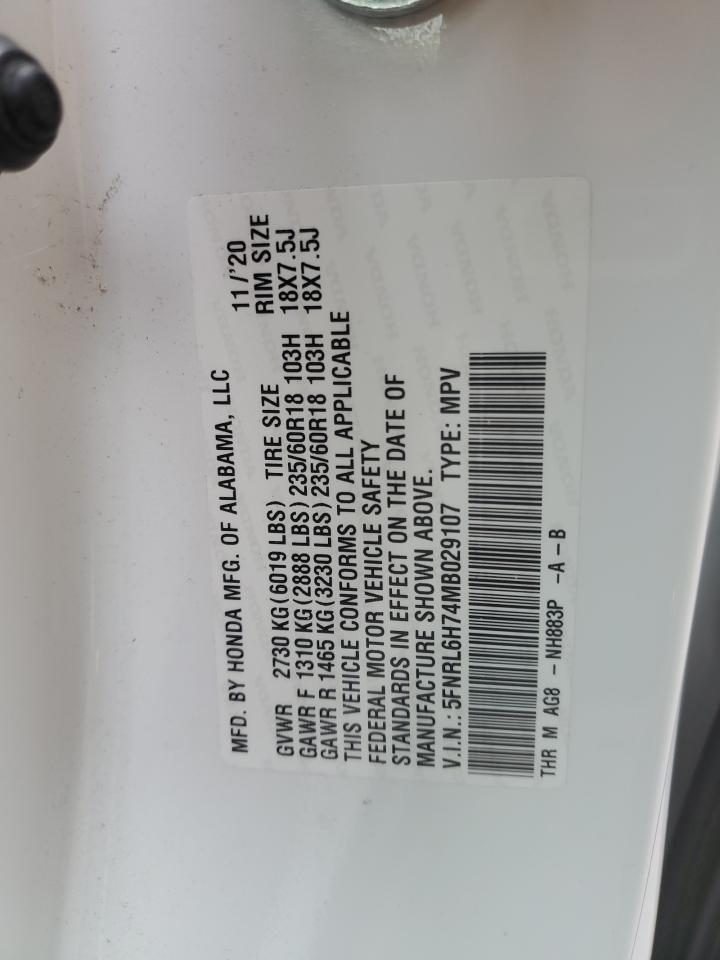 MFD. BY HONDA MFG. OF ALABAMA, LLC 11/'20
GVWR 2730 KG(6019 LBS) TIRE SIZE RIM SIZE
GAWR F 1310 KG(2888 LBS)235/60R18 103H 18X7.5J
GAWR R 1465 KG(3230 LBS)235/60R18 103H 18X7.5J
THIS VEHICLE CONFORMS TO ALL APPLICABLE
FEDERAL MOTOR VEHICLE SAFETY
STANDARDS IN EFFECT ON THE DATE OF
MANUFACTURE SHOWN ABOVE.
V.I.N.: 5FNRL6H74MB029107 TYPE: MPV
THR M AG8 - NH883P -A-B